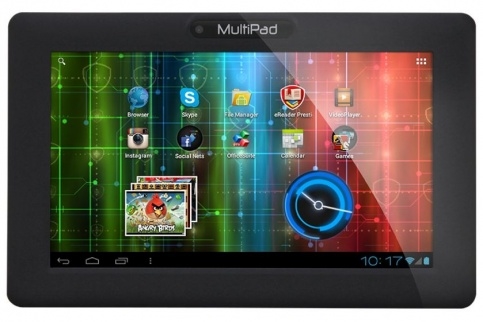 MultiPad
Browser
Skype
File Manager
eReader Presti
VideoPlayer
Instagram
Social Nets
OfficeSuite
Calendar
Games
ANGRY BIRDS
10:17